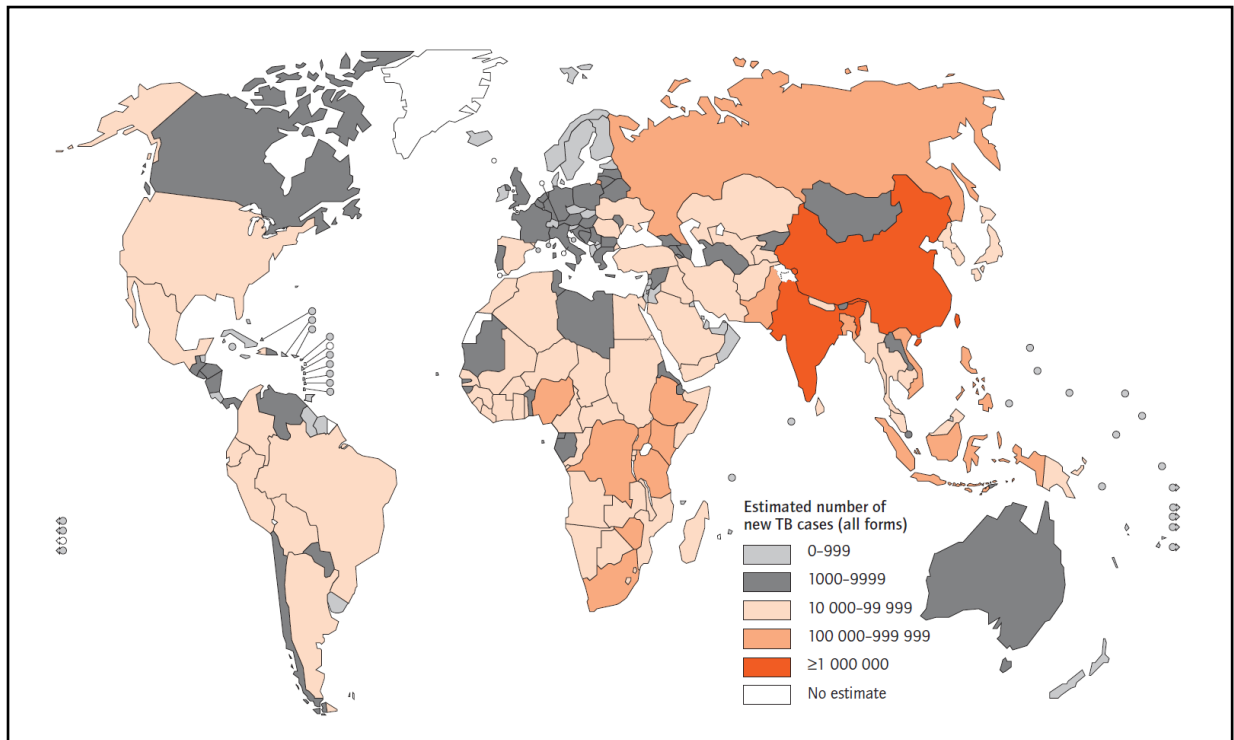 Estimated number of
new TB cases (all forms)
0–999
1000–9999
10 000–99 999
100 000–999 999
≥1 000 000
No estimate